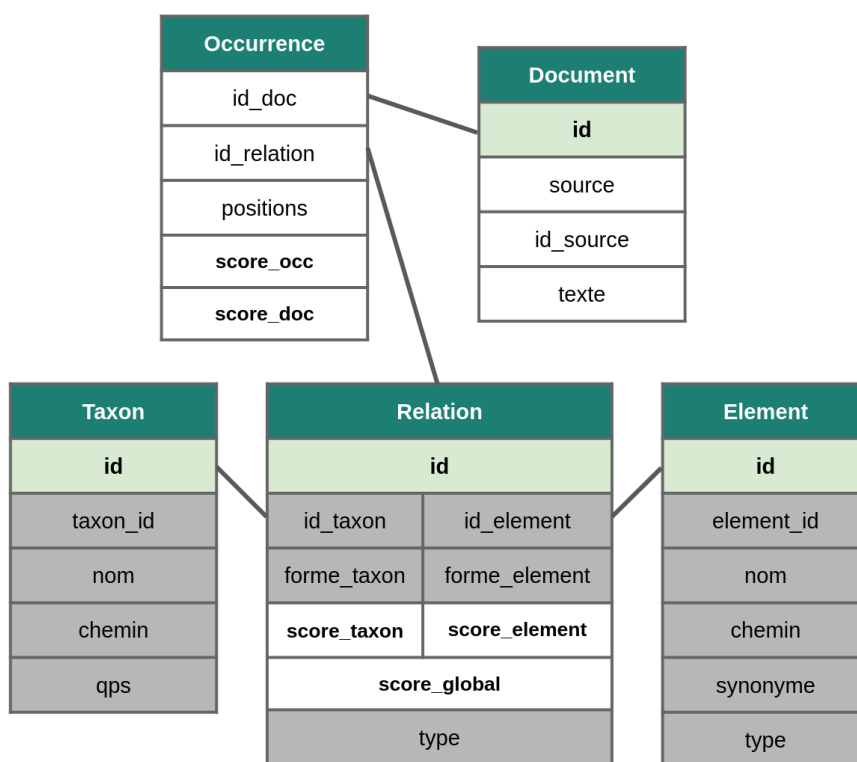 Occurrence
id_doc
id_relation
positions
score_occ
score_doc
Document
id
source
id_source
texte
Taxon
id
taxon_id
nom
chemin
qps
Relation
id
id_taxon id_element
forme_taxon forme_element
score_taxon score_element
score_global
type
Element
id
element_id
nom
chemin
synonyme
type